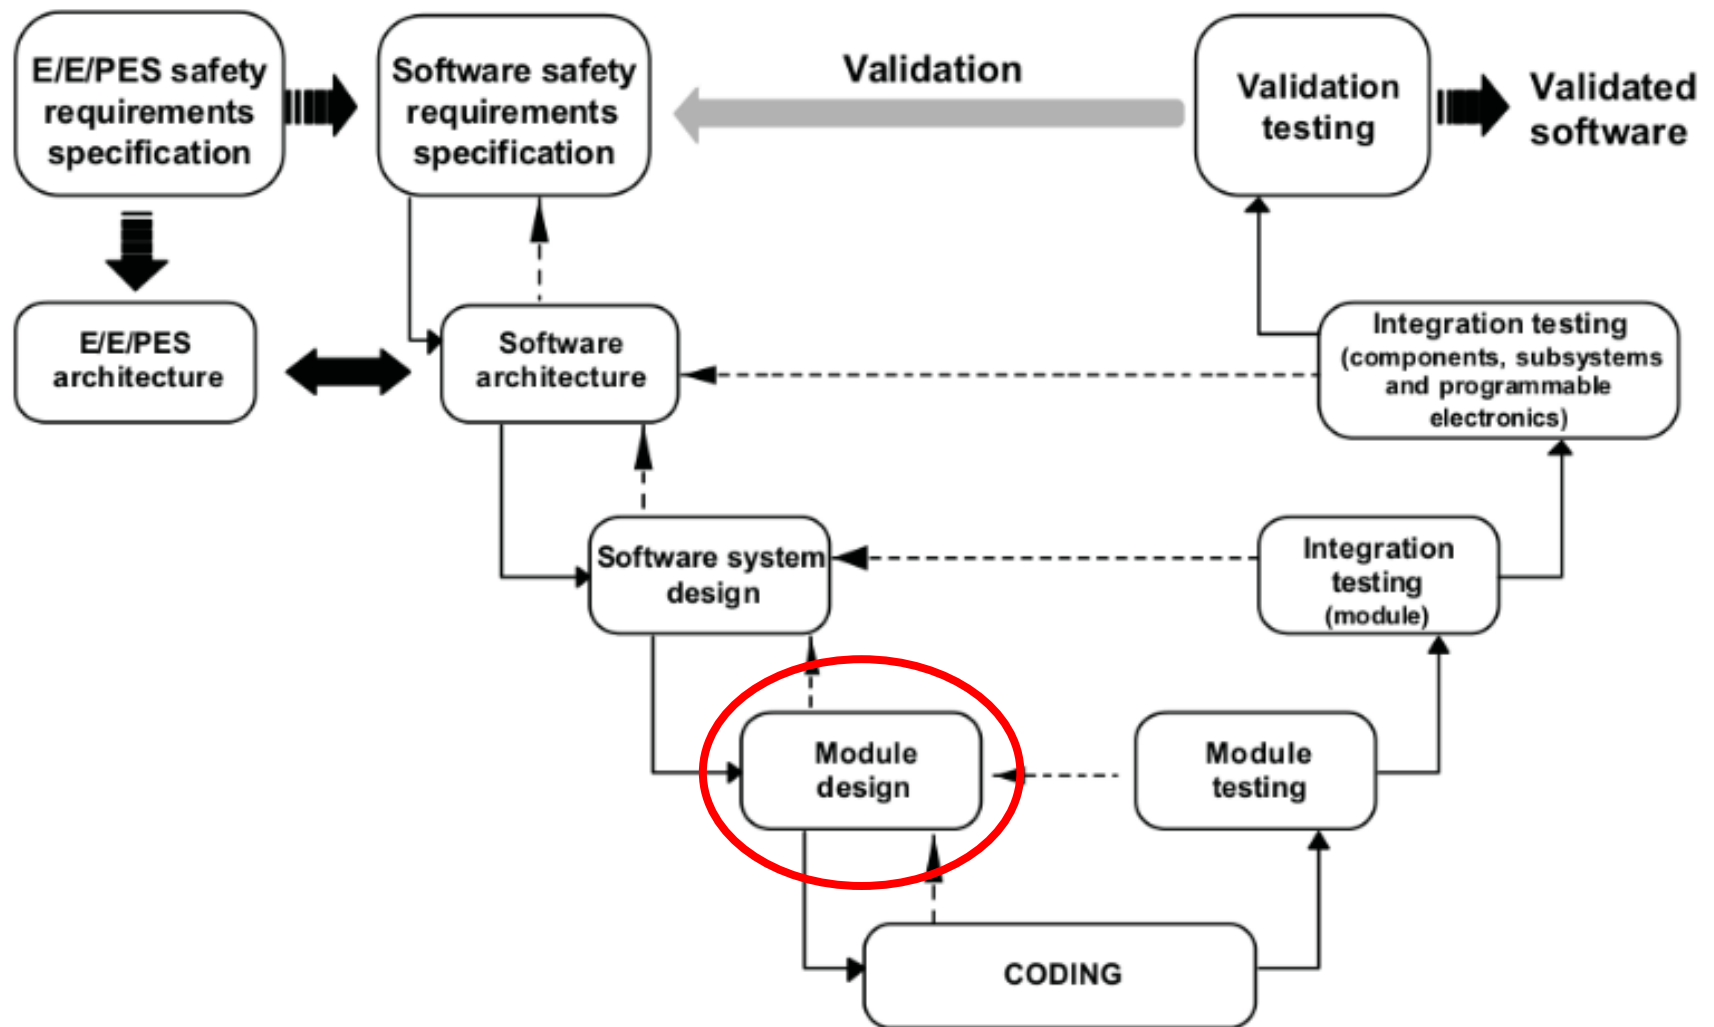 E/E/PES safety
requirements
specification
Software safety
requirements
specification
Validation
Validation
testing
Validated
software
E/E/PES
architecture
Software
architecture
Integration testing
(components, subsystems
and programmable
electronics)
Software system
design
Integration
testing
(module)
Module
design
Module
testing
CODING